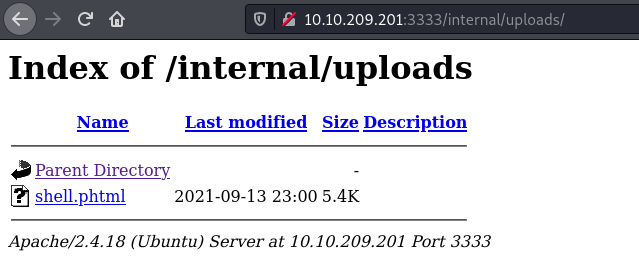 10.10.209.201:3333/internal/uploads/
Index of /internal/uploads
Name Last modified Size Description
Parent Directory -
shell.phtml 2021-09-13 23:00 5.4K
Apache/2.4.18 (Ubuntu) Server at 10.10.209.201 Port 3333